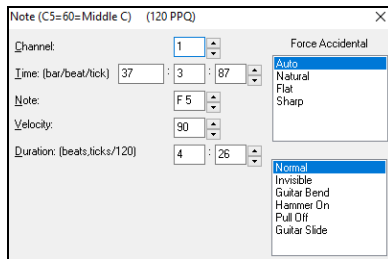 Note (C5=60=Middle C) (120 PPQ)
Channel: 1
Force Accidental
Auto
Natural
Flat
Sharp
Time: (bar/beat/tick) 37 : 3 : 87
Note: F 5
Velocity: 90
Duration: (beats,ticks/120) 4 : 26
Normal
Invisible
Guitar Bend
Hammer On
Pull Off
Guitar Slide